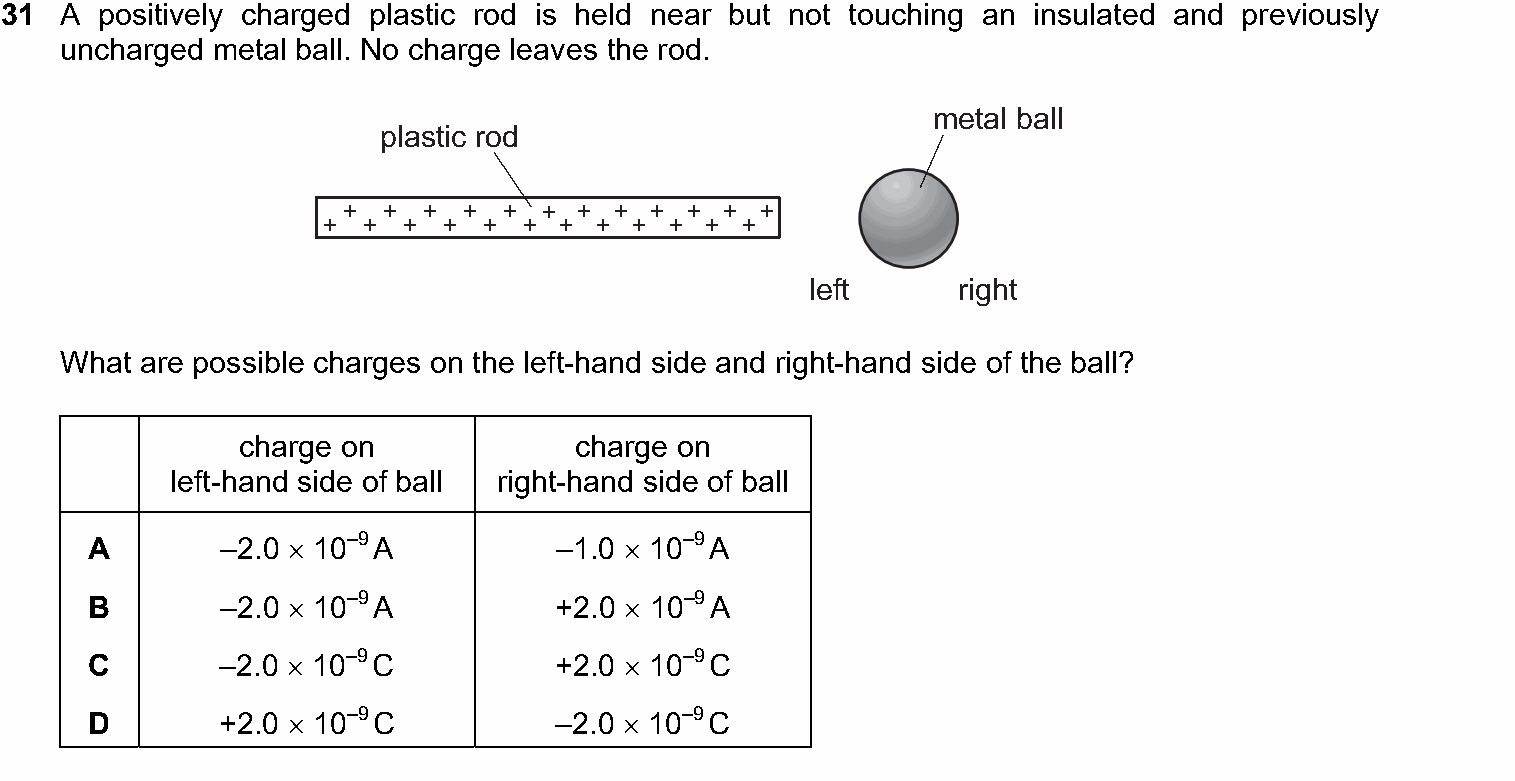 31 A positively charged plastic rod is held near but not touching an insulated and previously
uncharged metal ball. No charge leaves the rod.
metal ball
plastic rod
+ + + + + + + + + + + +
+ + + + + + + + + + + +
left right
What are possible charges on the left-hand side and right-hand side of the ball?
charge on charge on
left-hand side of ball right-hand side of ball
A –2.0 × 10⁻⁹ A –1.0 × 10⁻⁹ A
B –2.0 × 10⁻⁹ A +2.0 × 10⁻⁹ A
C –2.0 × 10⁻⁹ C +2.0 × 10⁻⁹ C
D +2.0 × 10⁻⁹ C –2.0 × 10⁻⁹ C